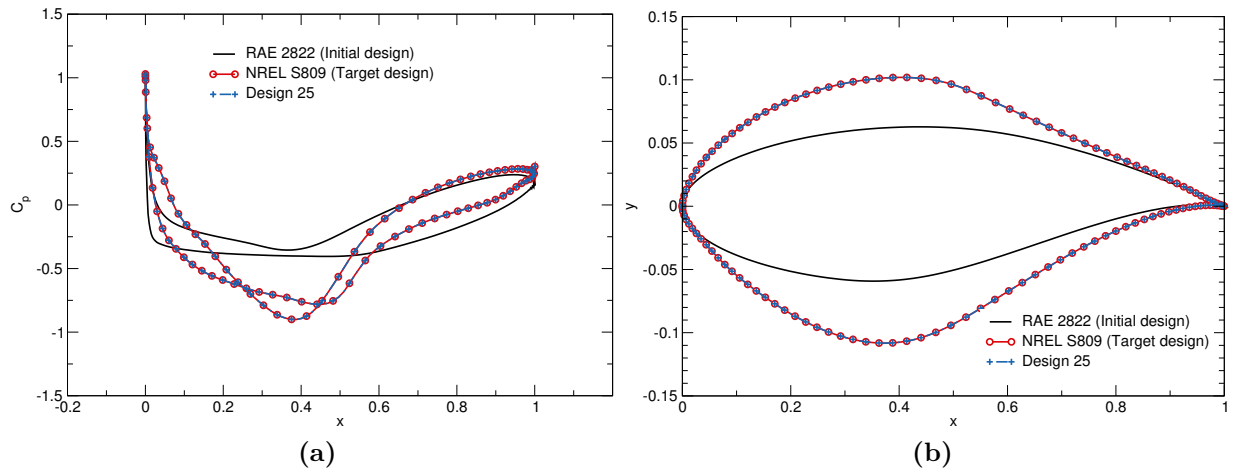 1.5
1
0.5
0
-0.5
-1
-1.5
C_p
-0.2 0 0.2 0.4 0.6 0.8 1
x
RAE 2822 (Initial design)
NREL S809 (Target design)
Design 25
(a)
0.15
0.1
0.05
0
-0.05
-0.1
-0.15
y
0 0.2 0.4 0.6 0.8 1
x
RAE 2822 (Initial design)
NREL S809 (Target design)
Design 25
(b)